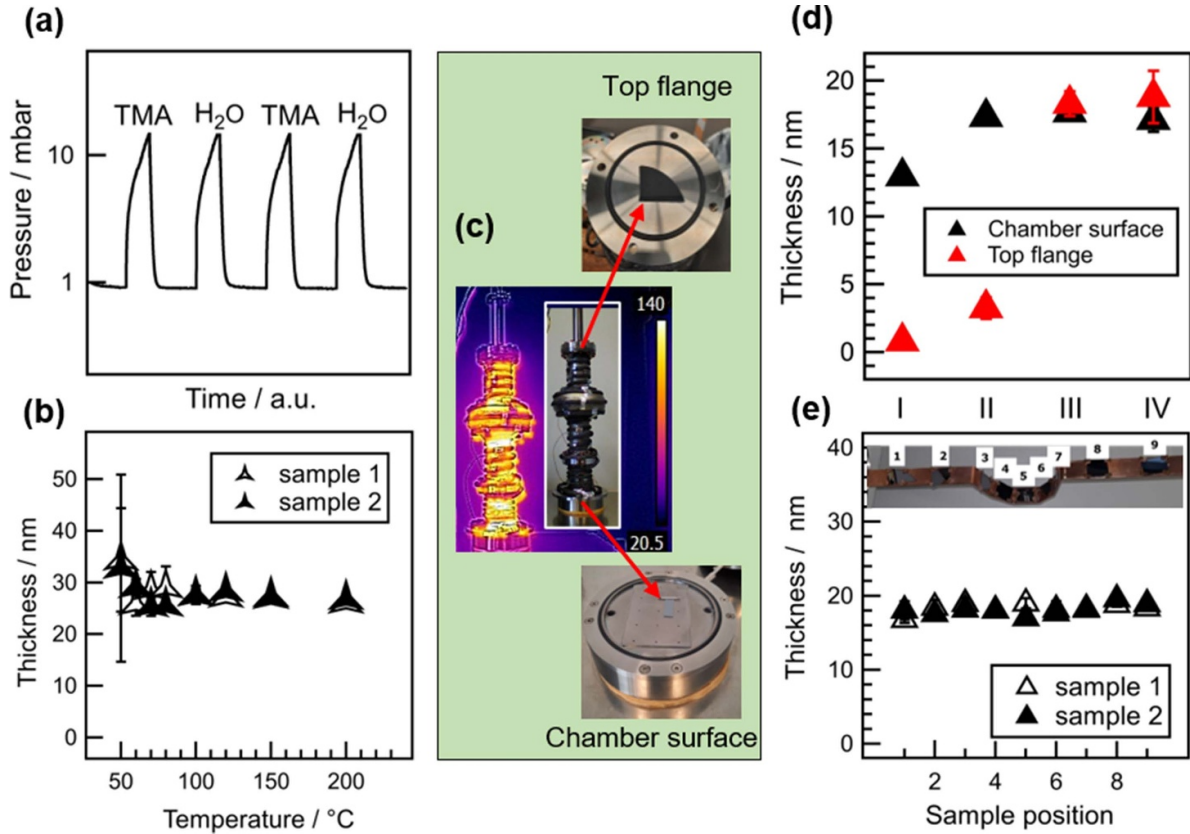 (a)
TMA H₂O TMA H₂O
10
1
Pressure / mbar
Time / a.u.
(b)
50
40
30
20
10
0
Thickness / nm
sample 1
sample 2
50 100 150 200
Temperature / °C
(c)
Top flange
140
20.5
Chamber surface
(d)
20
15
10
5
0
Thickness / nm
Chamber surface
Top flange
I II III IV
(e)
40
30
20
10
0
Thickness / nm
1 2 3 4 5 6 7 8 9
sample 1
sample 2
2 4 6 8
Sample position